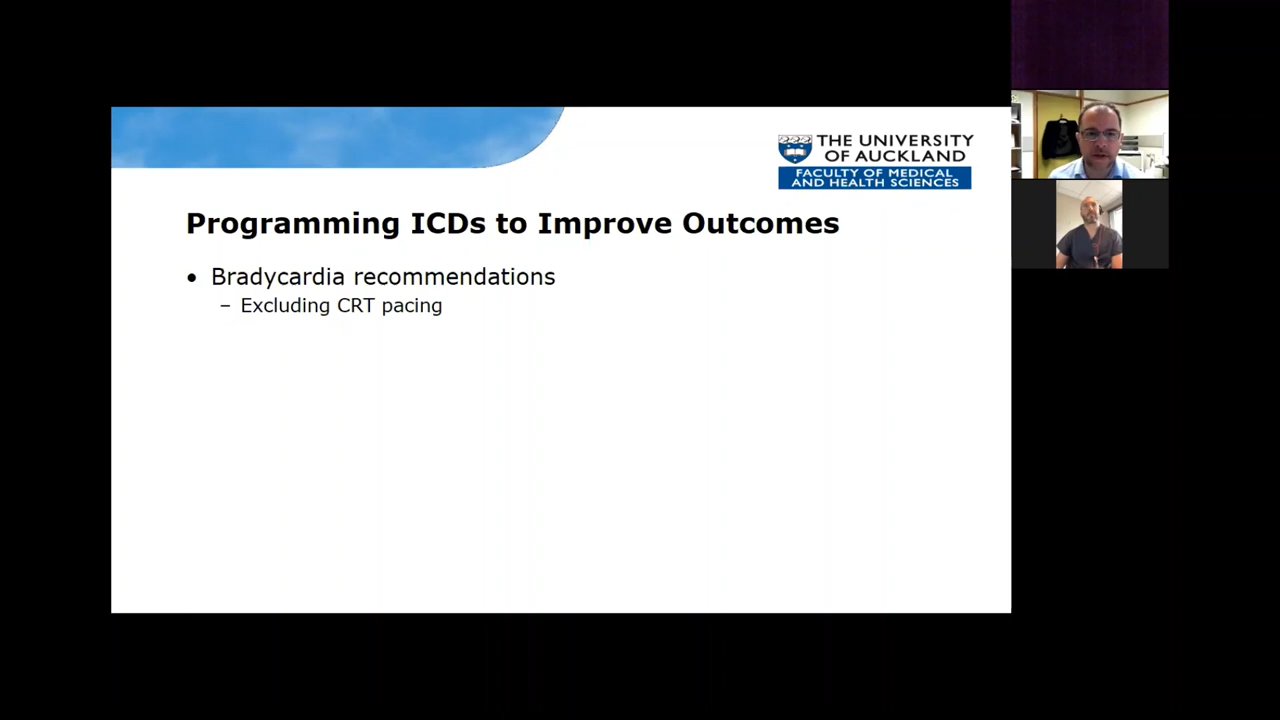 THE UNIVERSITY
OF AUCKLAND
FACULTY OF MEDICAL
AND HEALTH SCIENCES
Programming ICDs to Improve Outcomes
• Bradycardia recommendations
– Excluding CRT pacing